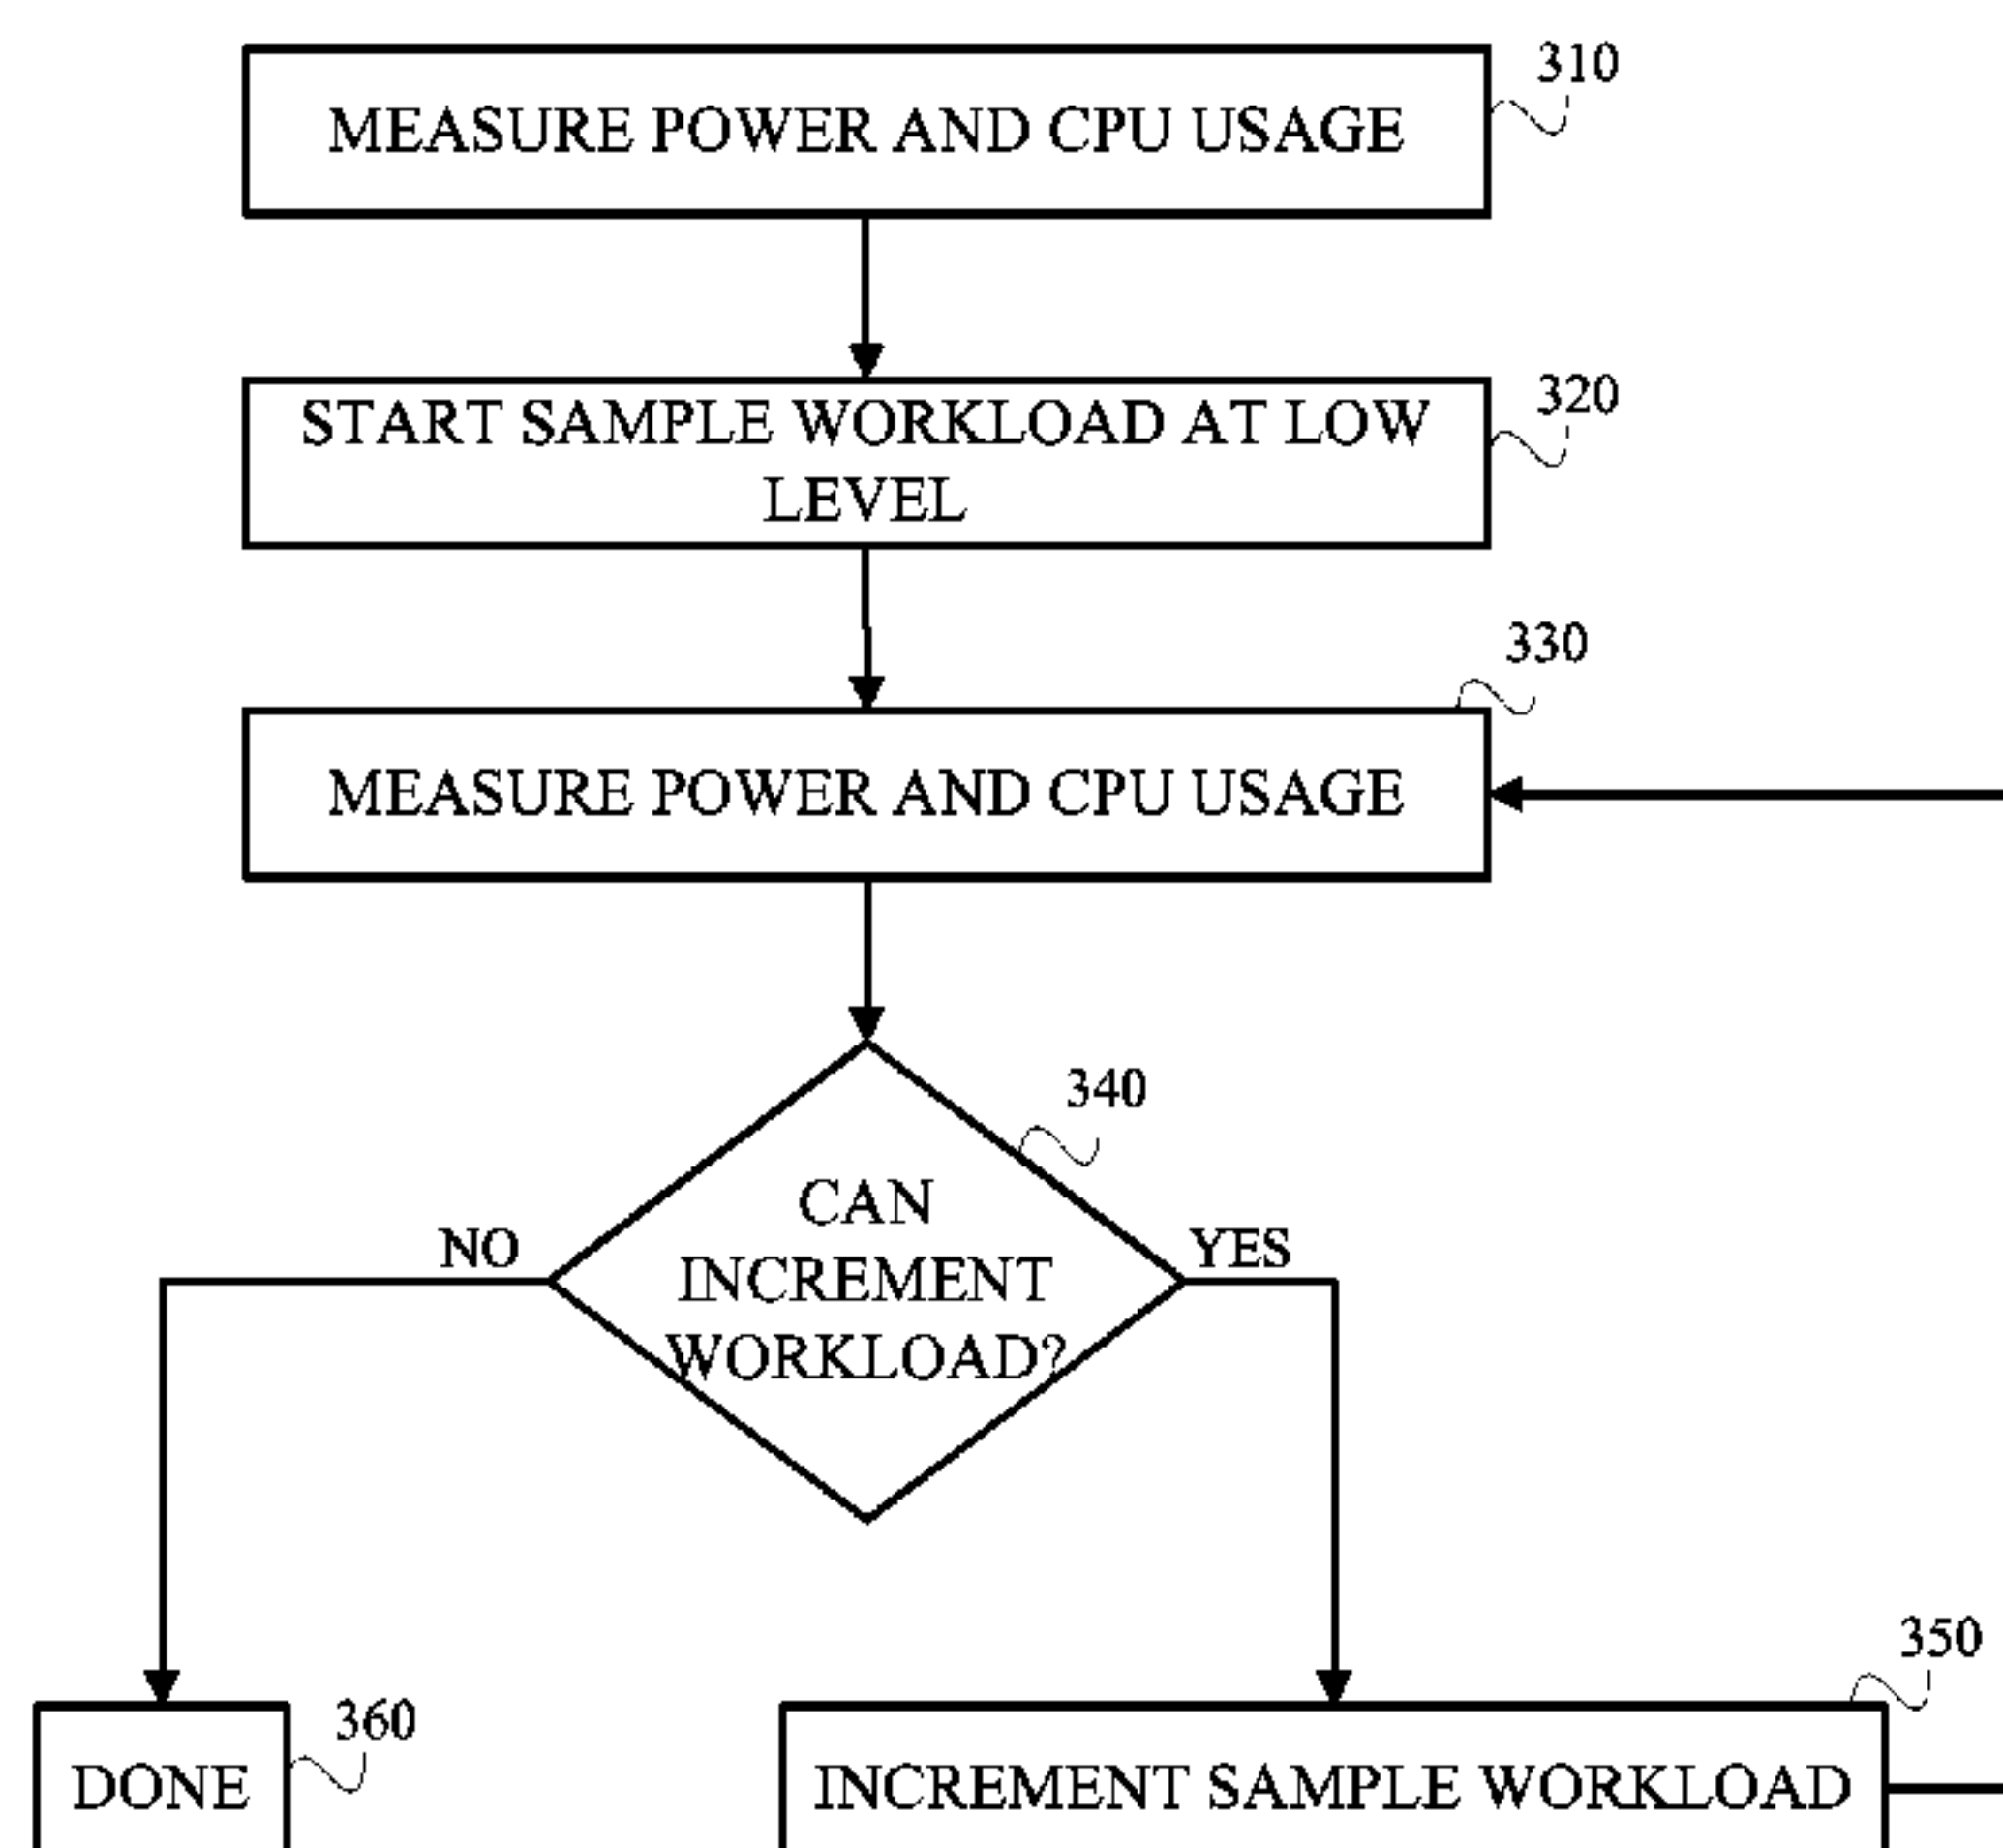 310
MEASURE POWER AND CPU USAGE
320
START SAMPLE WORKLOAD AT LOW
LEVEL
330
MEASURE POWER AND CPU USAGE
340
CAN
INCREMENT
WORKLOAD?
NO
YES
350
360
DONE
INCREMENT SAMPLE WORKLOAD